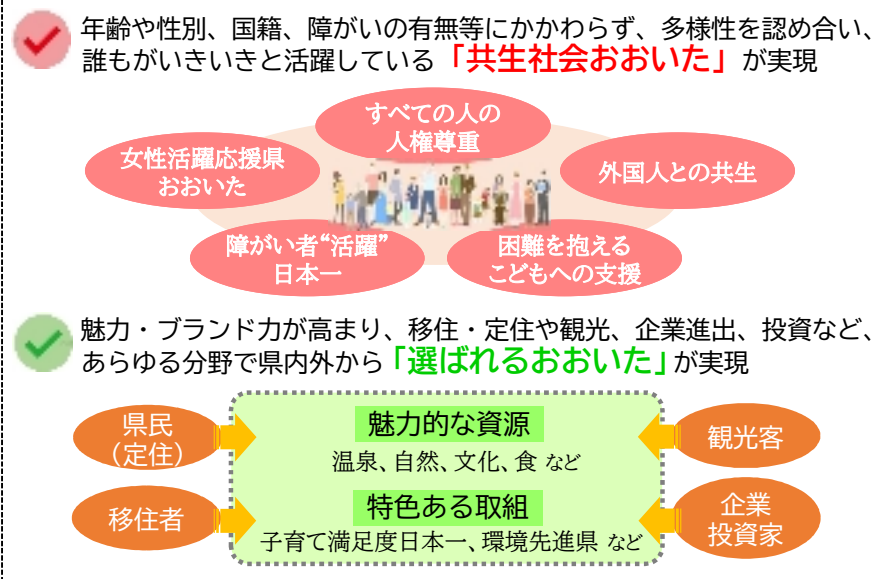 年齢や性別、国籍、障がいの有無等にかかわらず、多様性を認め合い、
誰もがいきいきと活躍している「共生社会おおいた」が実現
すべての人の
人権尊重
女性活躍応援県
おおいた
外国人との共生
障がい者“活躍”
日本一
困難を抱える
こどもへの支援
魅力・ブランド力が高まり、移住・定住や観光、企業進出、投資など、
あらゆる分野で県内外から「選ばれるおおいた」が実現
県民
（定住）
魅力的な資源
温泉、自然、文化、食 など
観光客
移住者
特色ある取組
子育て満足度日本一、環境先進県 など
企業
投資家